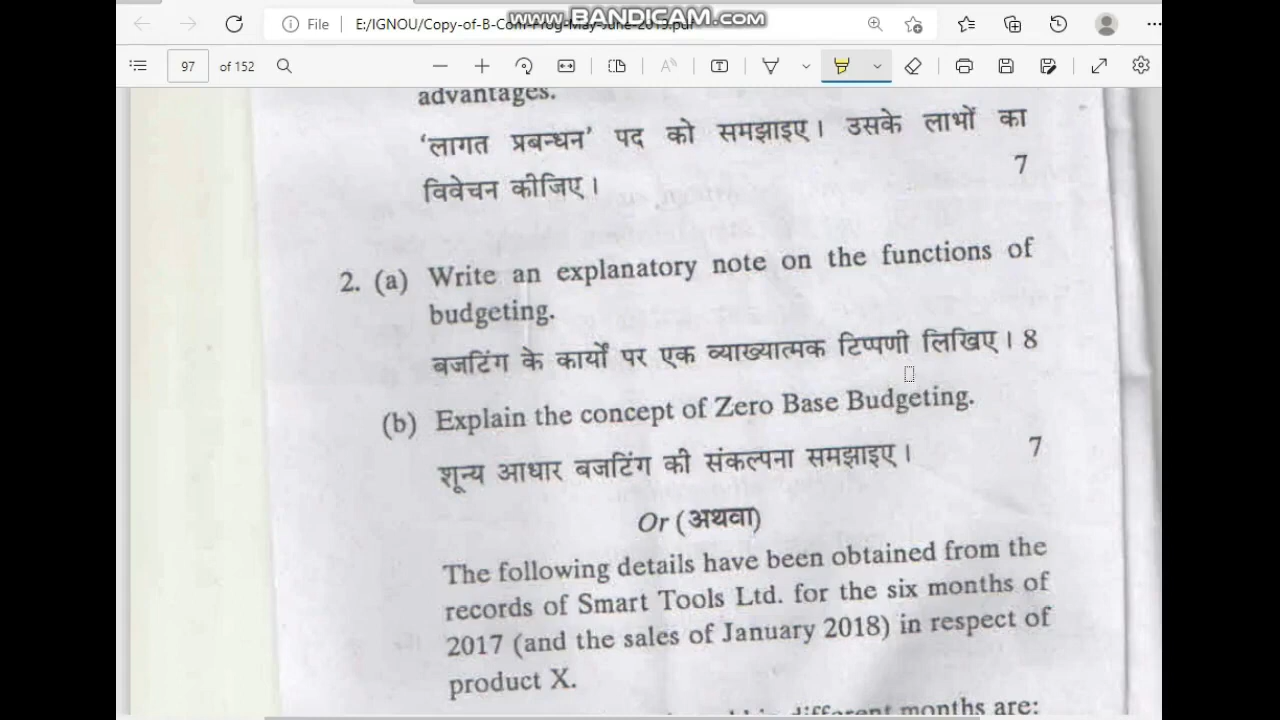 www.BANDICAM.com
File E:/IGNOU/Copy-of-B-Com-Prog-May-June-2019.pdf
97 of 152
advantages.
‘लागत प्रबन्धन’ पद को समझाइए। उसके लाभों का
विवेचन कीजिए। 7
2. (a) Write an explanatory note on the functions of
budgeting.
बजटिंग के कार्यों पर एक व्याख्यात्मक टिप्पणी लिखिए। 8
(b) Explain the concept of Zero Base Budgeting.
शून्य आधार बजटिंग की संकल्पना समझाइए। 7
Or (अथवा)
The following details have been obtained from the
records of Smart Tools Ltd. for the six months of
2017 (and the sales of January 2018) in respect of
product X.
different months are: